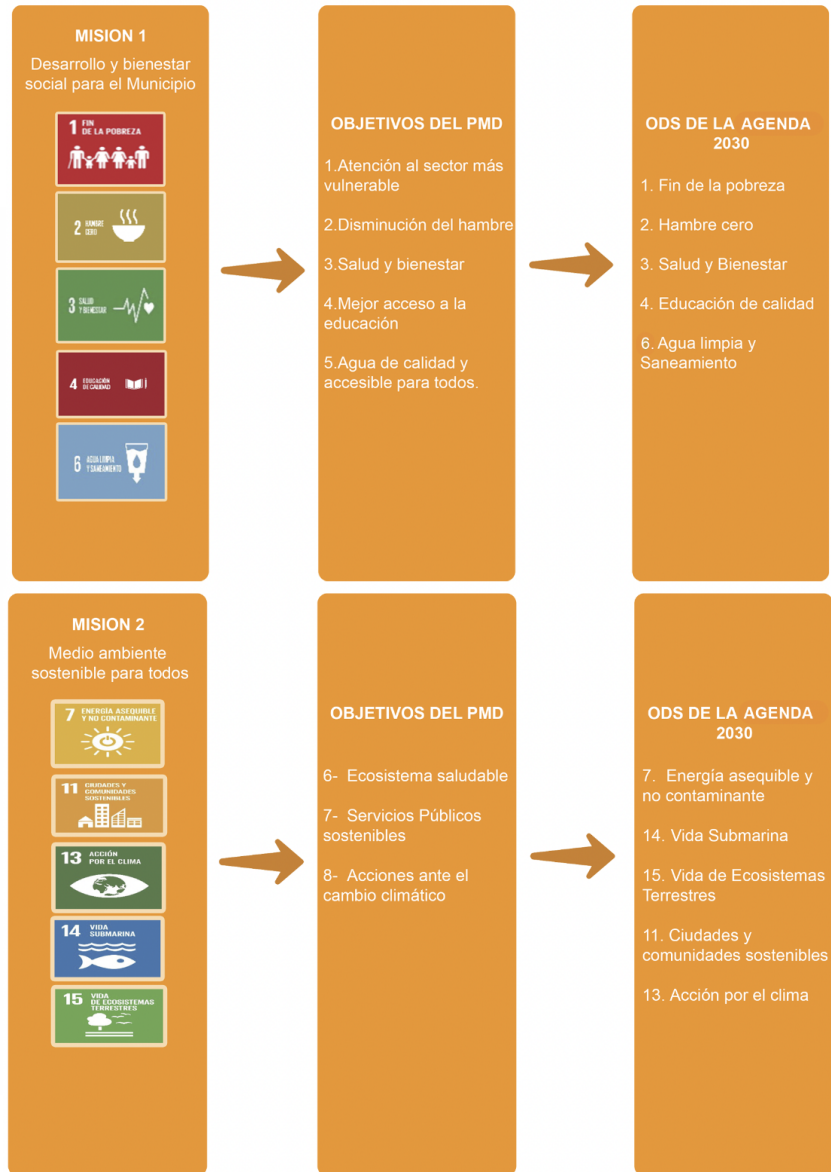 MISION 1
Desarrollo y bienestar
social para el Municipio
1 FIN
DE LA POBREZA
2 HAMBRE
CERO
3 SALUD
Y BIENESTAR
4 EDUCACIÓN
DE CALIDAD
6 AGUA LIMPIA
Y SANEAMIENTO
OBJETIVOS DEL PMD
1.Atención al sector más
vulnerable
2.Disminución del hambre
3.Salud y bienestar
4.Mejor acceso a la
educación
5.Agua de calidad y
accesible para todos.
ODS DE LA AGENDA
2030
1. Fin de la pobreza
2. Hambre cero
3. Salud y Bienestar
4. Educación de calidad
6. Agua limpia y
Saneamiento
MISION 2
Medio ambiente
sostenible para todos
7 ENERGÍA ASEQUIBLE
Y NO CONTAMINANTE
11 CIUDADES Y
COMUNIDADES
SOSTENIBLES
13 ACCIÓN
POR EL CLIMA
14 VIDA
SUBMARINA
15 VIDA
DE ECOSISTEMAS
TERRESTRES
OBJETIVOS DEL PMD
6- Ecosistema saludable
7- Servicios Públicos
sostenibles
8- Acciones ante el
cambio climático
ODS DE LA AGENDA
2030
7. Energía asequible y
no contaminante
14. Vida Submarina
15. Vida de Ecosistemas
Terrestres
11. Ciudades y
comunidades sostenibles
13. Acción por el clima